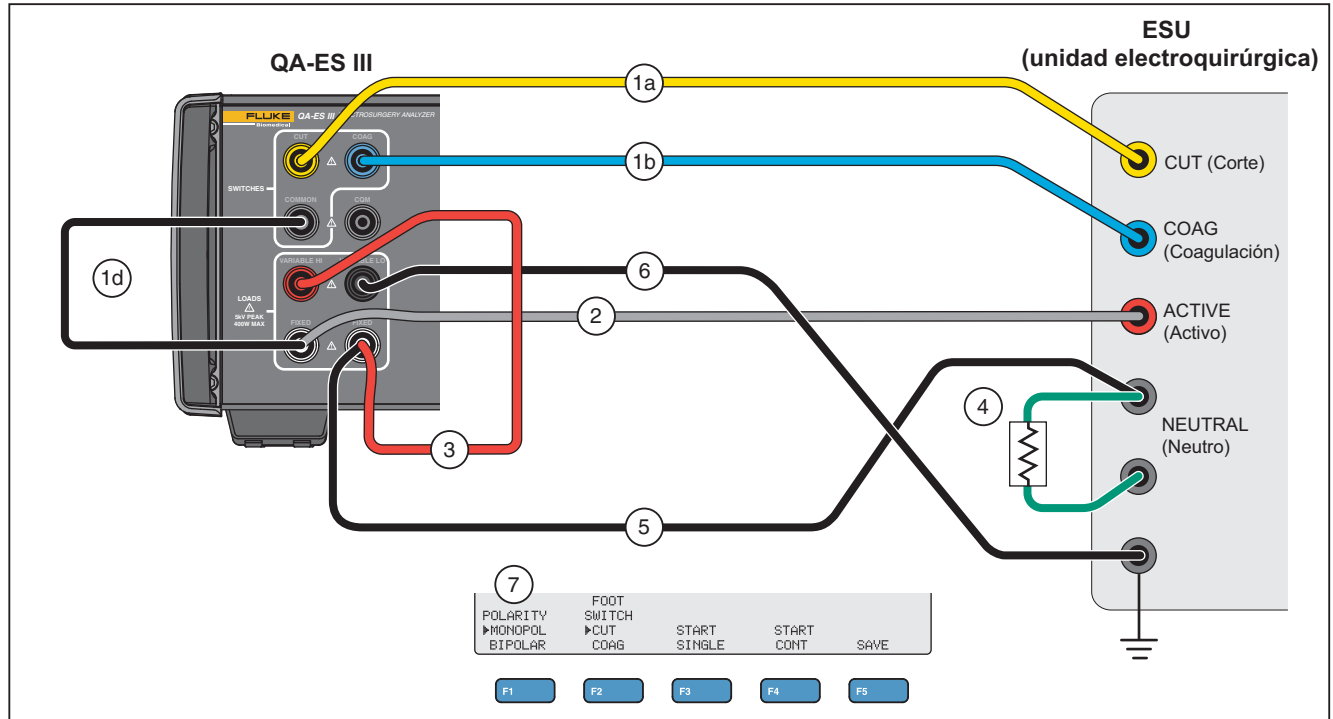 ESU
(unidad electroquirúrgica)
QA-ES III
1a
FLUKE
Biomedical
QA-ES III ELECTROSURGERY ANALYZER
CUT
COAG
1b
CUT (Corte)
SWITCHES
COMMON
CQM
COAG
(Coagulación)
1d
VARIABLE HI
VARIABLE LO
6
LOADS
5kV PEAK
400W MAX
FIXED
FIXED
2
ACTIVE
(Activo)
4
NEUTRAL
(Neutro)
3
5
7
FOOT
POLARITY
SWITCH
▶MONOPOL
▶CUT
START
START
BIPOLAR
COAG
SINGLE
CONT
SAVE
F1
F2
F3
F4
F5